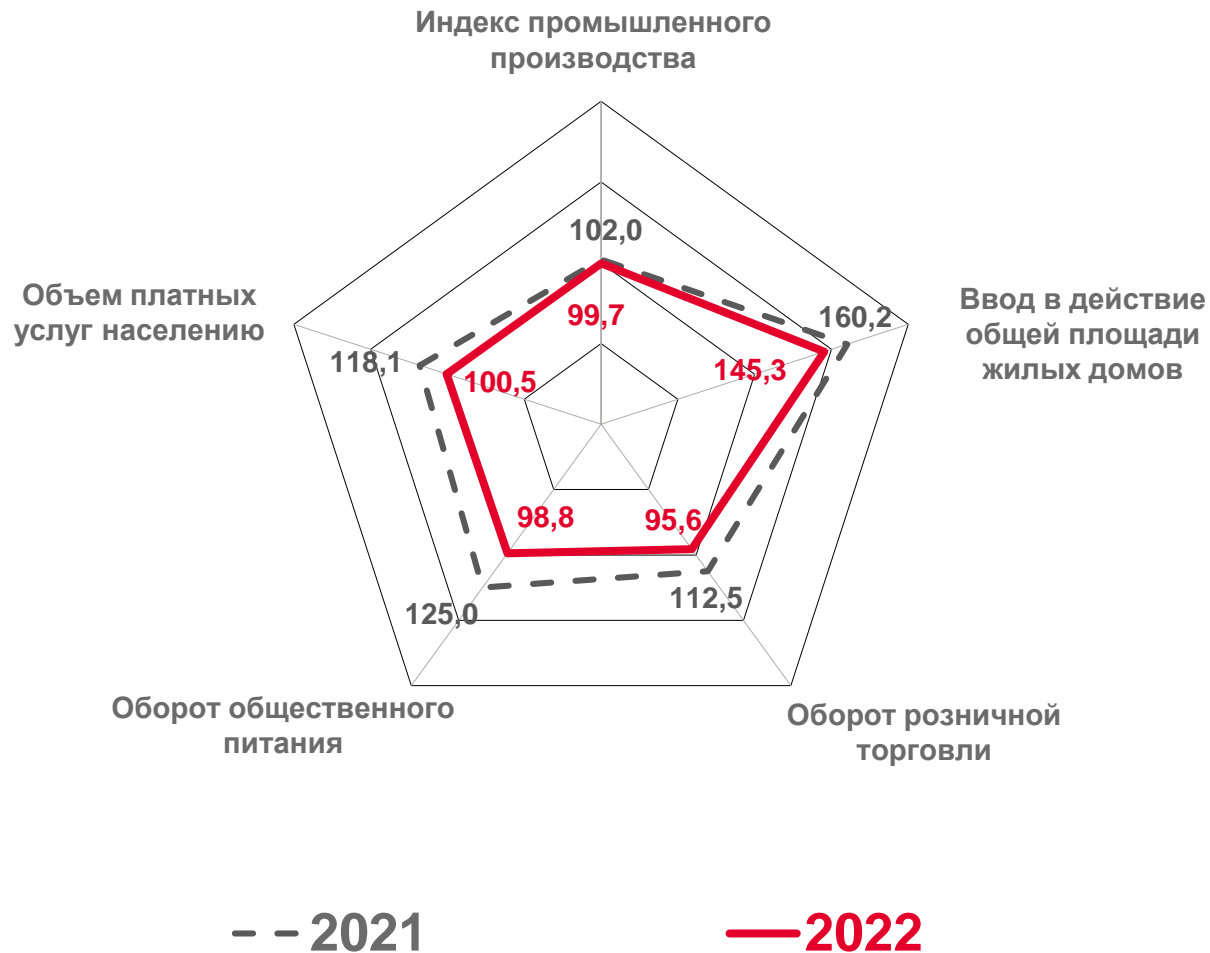 Индекс промышленного
производства
102,0
99,7
Ввод в действие
общей площади
жилых домов
160,2
145,3
Объем платных
услуг населению
118,1
100,5
98,8
95,6
125,0
112,5
Оборот общественного
питания
Оборот розничной
торговли
2021
2022